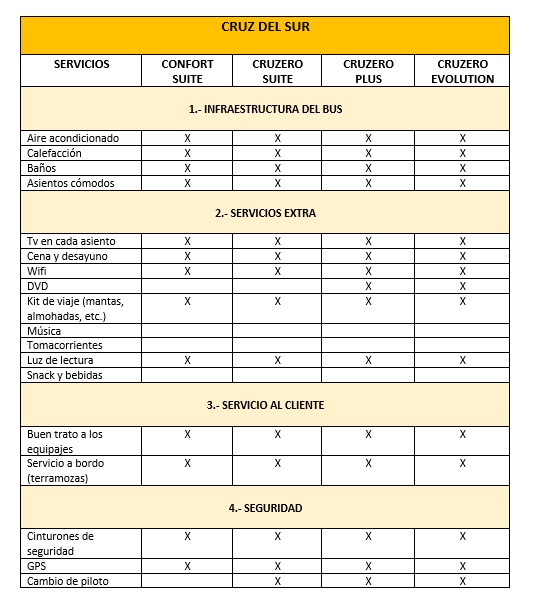 CRUZ DEL SUR
SERVICIOS CONFORT SUITE CRUZERO SUITE CRUZERO PLUS CRUZERO EVOLUTION
1.- INFRAESTRUCTURA DEL BUS
Aire acondicionado X X X X
Calefacción X X X X
Baños X X X X
Asientos cómodos X X X X
2.- SERVICIOS EXTRA
Tv en cada asiento X X X X
Cena y desayuno X X X X
Wifi X X X X
DVD X X
Kit de viaje (mantas, X X X X
almohadas, etc.)
Música
Tomacorrientes
Luz de lectura X X X X
Snack y bebidas
3.- SERVICIO AL CLIENTE
Buen trato a los X X X X
equipajes
Servicio a bordo X X X X
(terramozas)
4.- SEGURIDAD
Cinturones de X X X X
seguridad
GPS X X X X
Cambio de piloto X X X